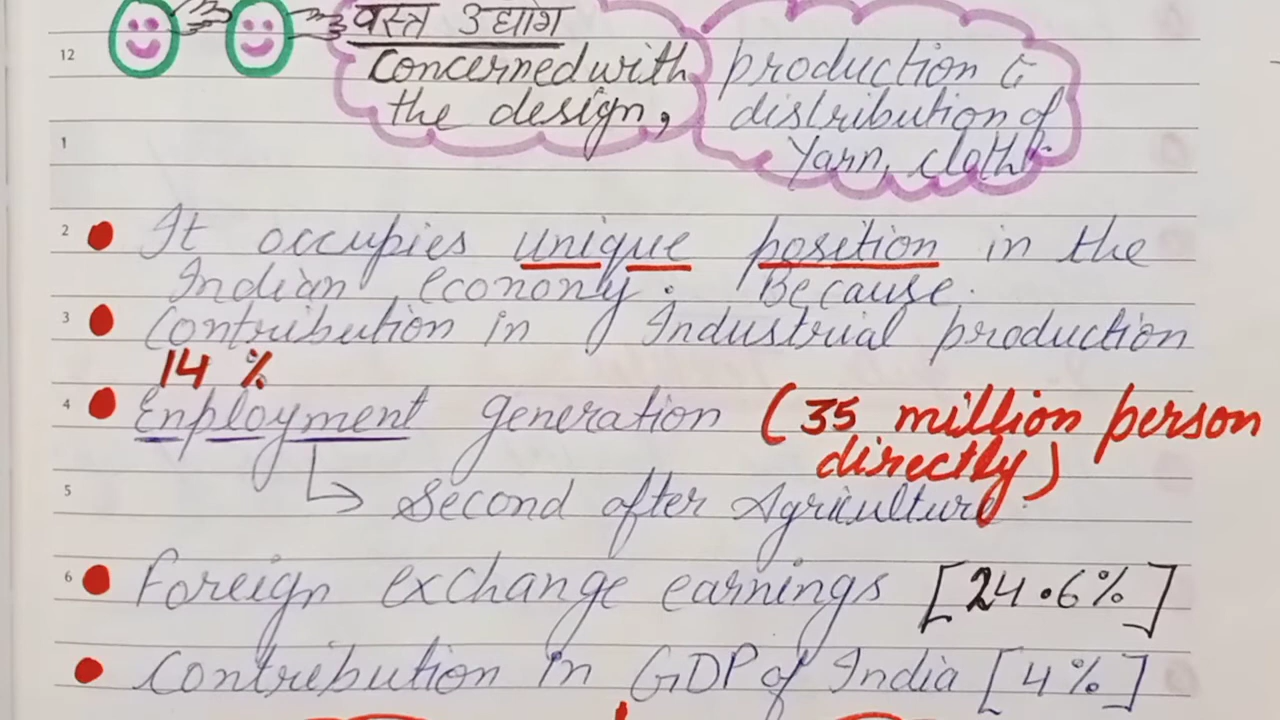 वस्त्र उद्योग
Concerned with
the design,
production &
distribution of
Yarn, cloth
12
1
2
It occupies unique position in the
Indian Econony. Because.
3
Contribution in Industrial production
14 %
4
Employment generation (35 million person
directly)
5
Second after Agriculture
6
Foreign exchange earnings [24.6%]
Contribution in GDP of India [4%]